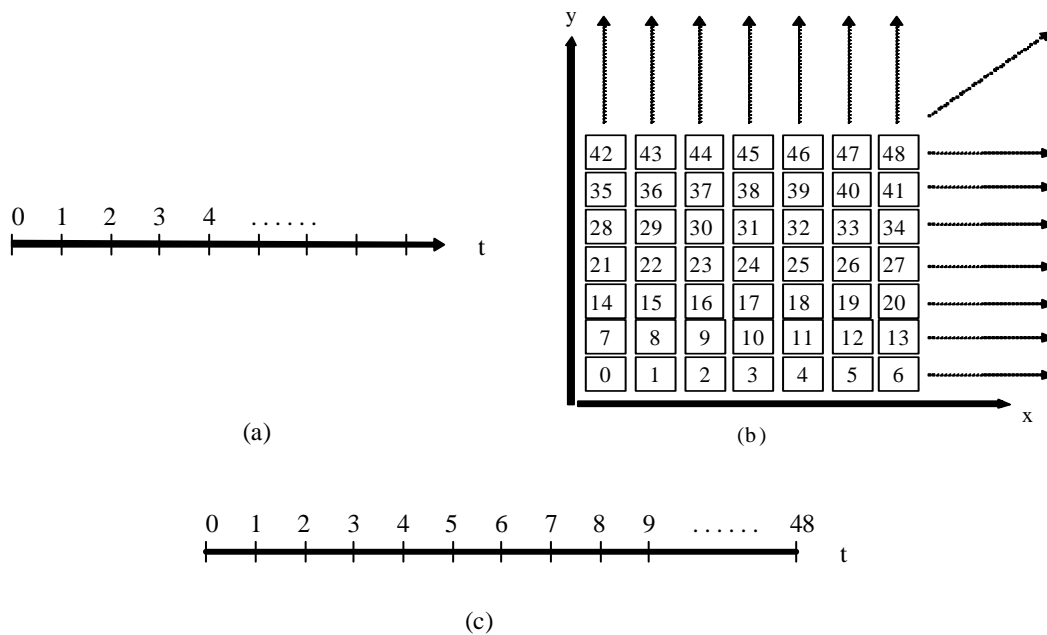 0 1 2 3 4 ......
t
(a)
y
42 43 44 45 46 47 48
35 36 37 38 39 40 41
28 29 30 31 32 33 34
21 22 23 24 25 26 27
14 15 16 17 18 19 20
7 8 9 10 11 12 13
0 1 2 3 4 5 6
x
(b)
0 1 2 3 4 5 6 7 8 9 ...... 48
t
(c)